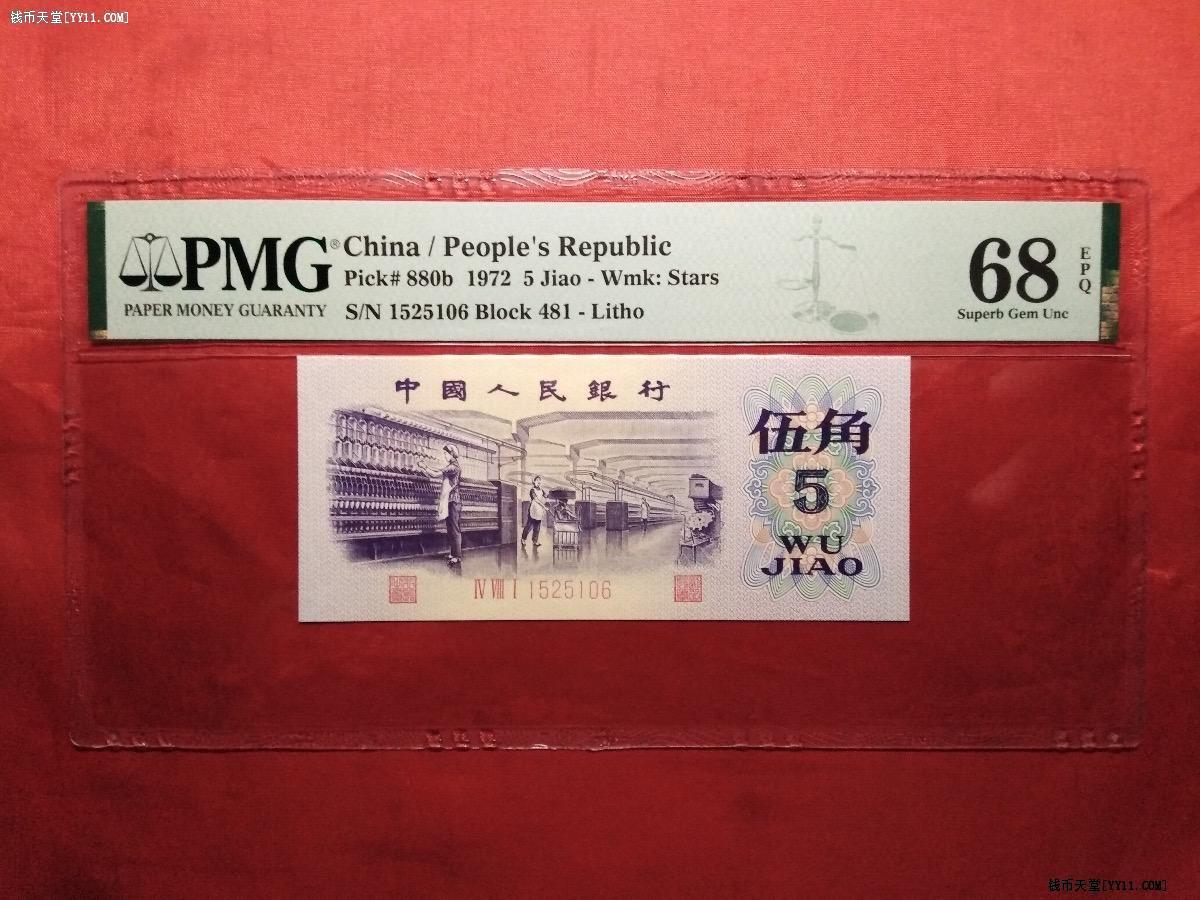 钱币天堂[YY11.COM]
PMG®
PAPER MONEY GUARANTY
China / People's Republic
Pick# 880b 1972 5 Jiao - Wmk: Stars
S/N 1525106 Block 481 - Litho
68
EPQ
Superb Gem Unc
中國人民銀行
伍角
5
WU
JIAO
IV VIII I 1525106
钱币天堂[YY11.COM]